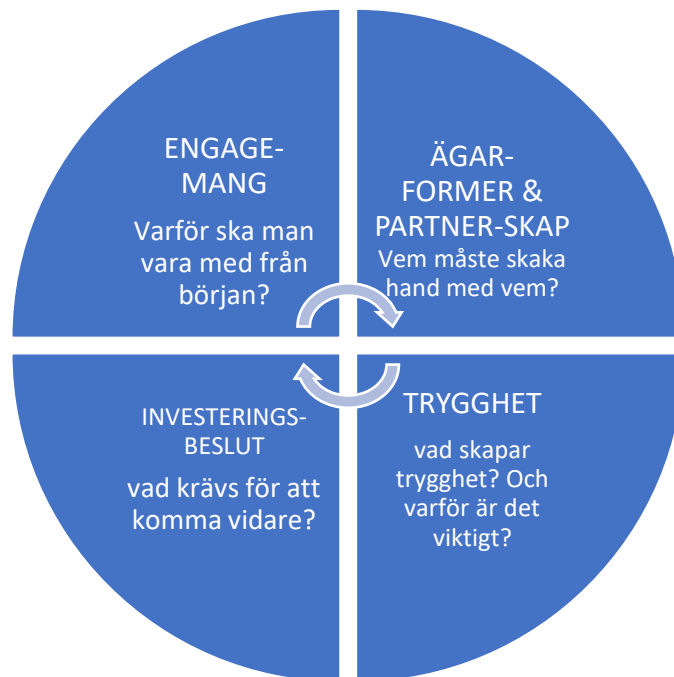 ENGAGE-
MANG
Varför ska man
vara med från
början?
ÄGAR-
FORMER &
PARTNER-SKAP
Vem måste skaka
hand med vem?
INVESTERINGS-
BESLUT
vad krävs för att
komma vidare?
TRYGGHET
vad skapar
trygghet? Och
varför är det
viktigt?